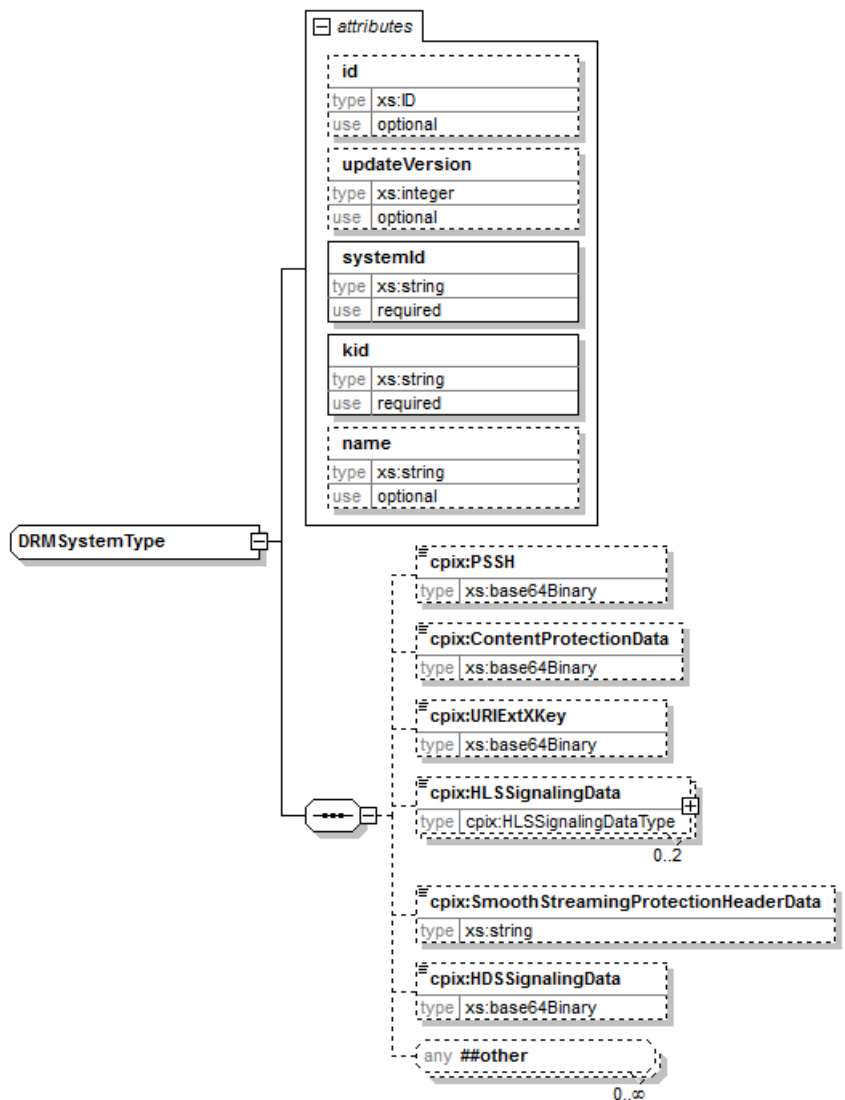 attributes
id
type xs:ID
use optional
updateVersion
type xs:integer
use optional
systemId
type xs:string
use required
kid
type xs:string
use required
name
type xs:string
use optional
DRMSystemType
cpix:PSSH
type xs:base64Binary
cpix:ContentProtectionData
type xs:base64Binary
cpix:URIExtXKey
type xs:base64Binary
cpix:HLSSignalingData
type cpix:HLSSignalingDataType
0..2
cpix:SmoothStreamingProtectionHeaderData
type xs:string
cpix:HDSSignalingData
type xs:base64Binary
any ##other
0..∞